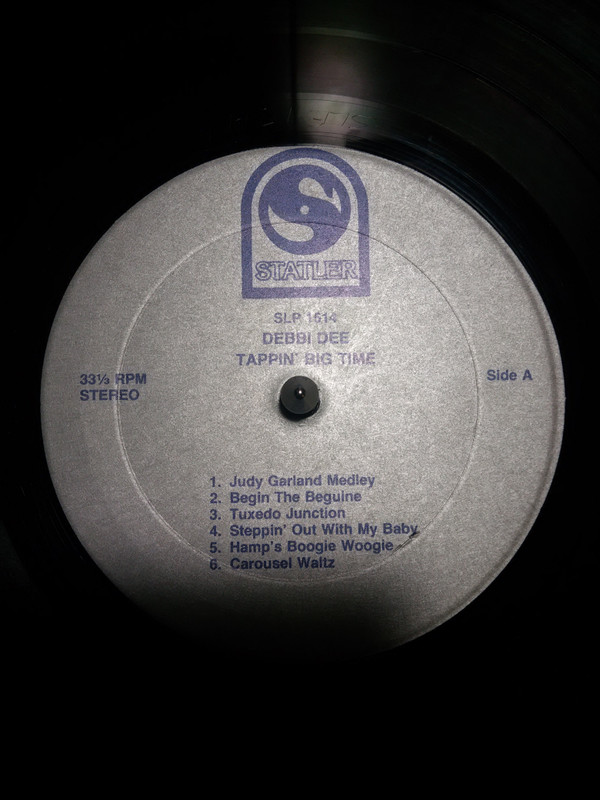 STATLER
SLP 1614
DEBBI DEE
TAPPIN' BIG TIME
33⅓ RPM
STEREO
Side A
1. Judy Garland Medley
2. Begin The Beguine
3. Tuxedo Junction
4. Steppin' Out With My Baby
5. Hamp's Boogie Woogie
6. Carousel Waltz